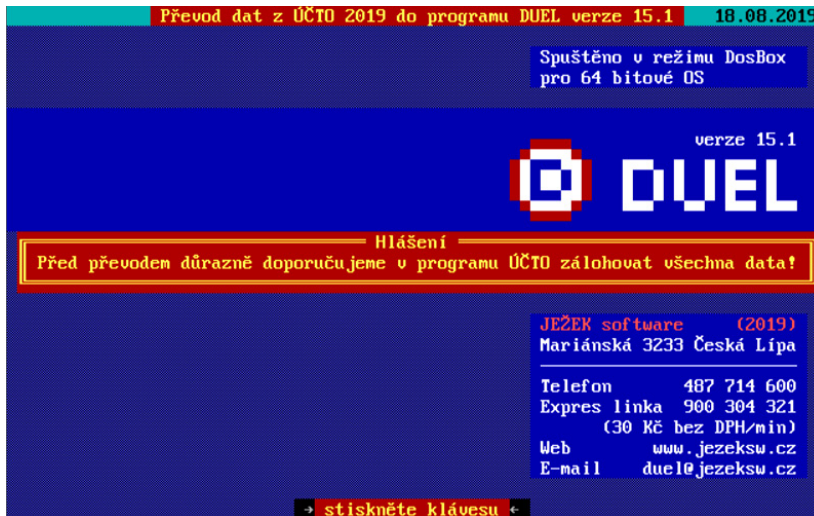 Převod dat z ÚČTO 2019 do programu DUEL verze 15.1 18.08.2019
Spuštěno v režimu DosBox
pro 64 bitové OS
verze 15.1
DUEL
Hlášení
Před převodem důrazně doporučujeme v programu ÚČTO zálohovat všechna data!
JEŽEK software (2019)
Mariánská 3233 Česká Lípa
Telefon 487 714 600
Expres linka 900 304 321
(30 Kč bez DPH/min)
Web www.jezeksw.cz
E-mail duel@jezeksw.cz
→ stiskněte klávesu ←